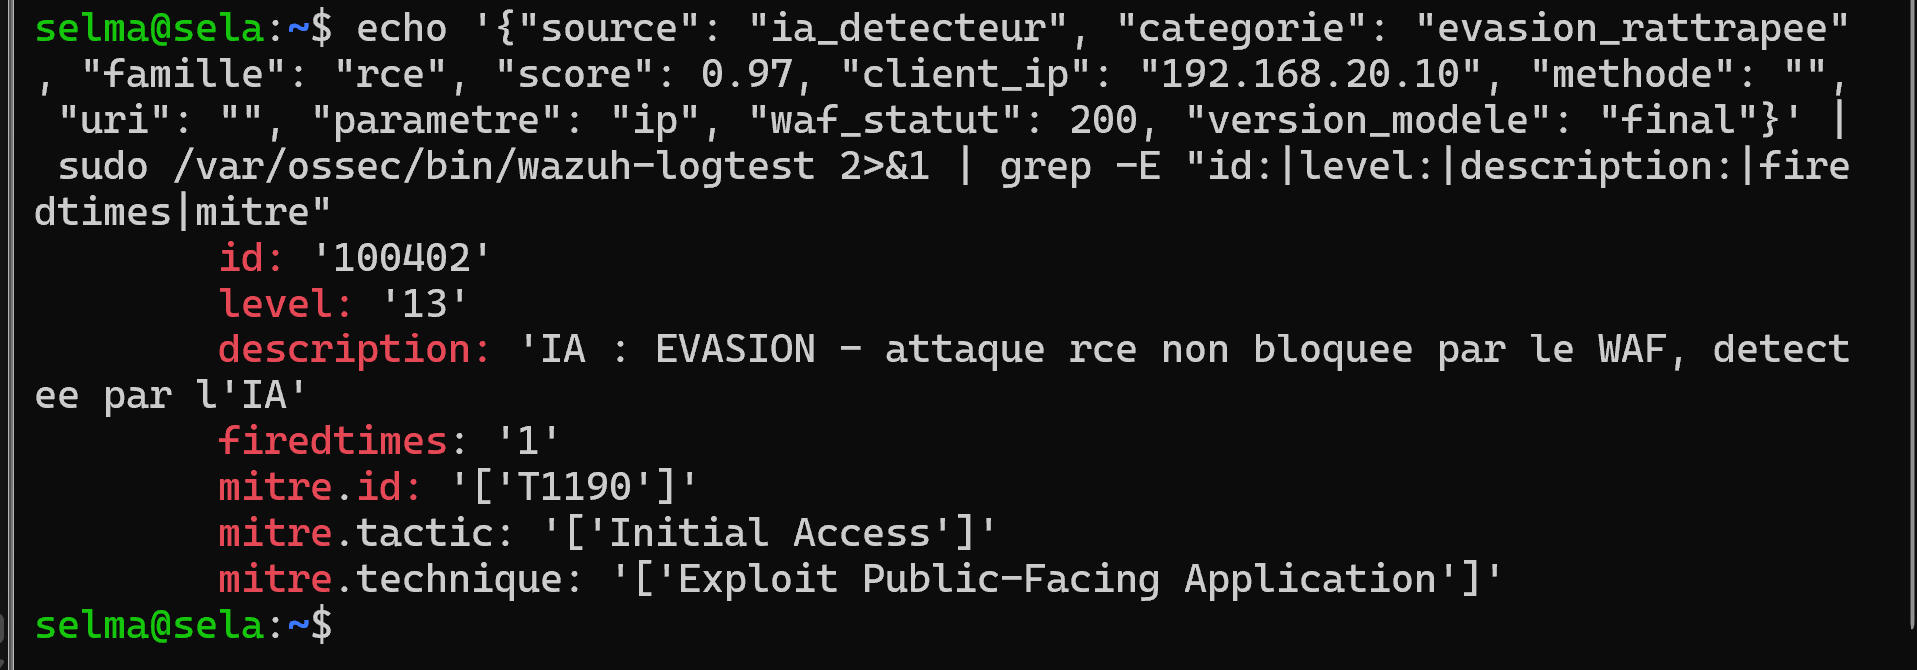 selma@sela:~$ echo '{"source": "ia_detecteur", "categorie": "evasion_rattrapee"
, "famille": "rce", "score": 0.97, "client_ip": "192.168.20.10", "methode": "",
 "uri": "", "parametre": "ip", "waf_statut": 200, "version_modele": "final"}' |
 sudo /var/ossec/bin/wazuh-logtest 2>&1 | grep -E "id:|level:|description:|fire
dtimes|mitre"
        id: '100402'
        level: '13'
        description: 'IA : EVASION - attaque rce non bloquee par le WAF, detect
ee par l'IA'
        firedtimes: '1'
        mitre.id: '['T1190']'
        mitre.tactic: '['Initial Access']'
        mitre.technique: '['Exploit Public-Facing Application']'
selma@sela:~$